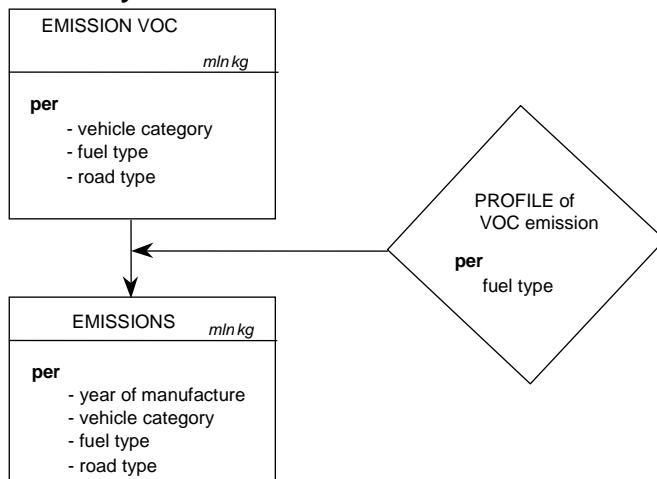 EMISSION VOC
mln kg
per
- vehicle category
- fuel type
- road type
PROFILE of
VOC emission
per
fuel type
EMISSIONS
mln kg
per
- year of manufacture
- vehicle category
- fuel type
- road type